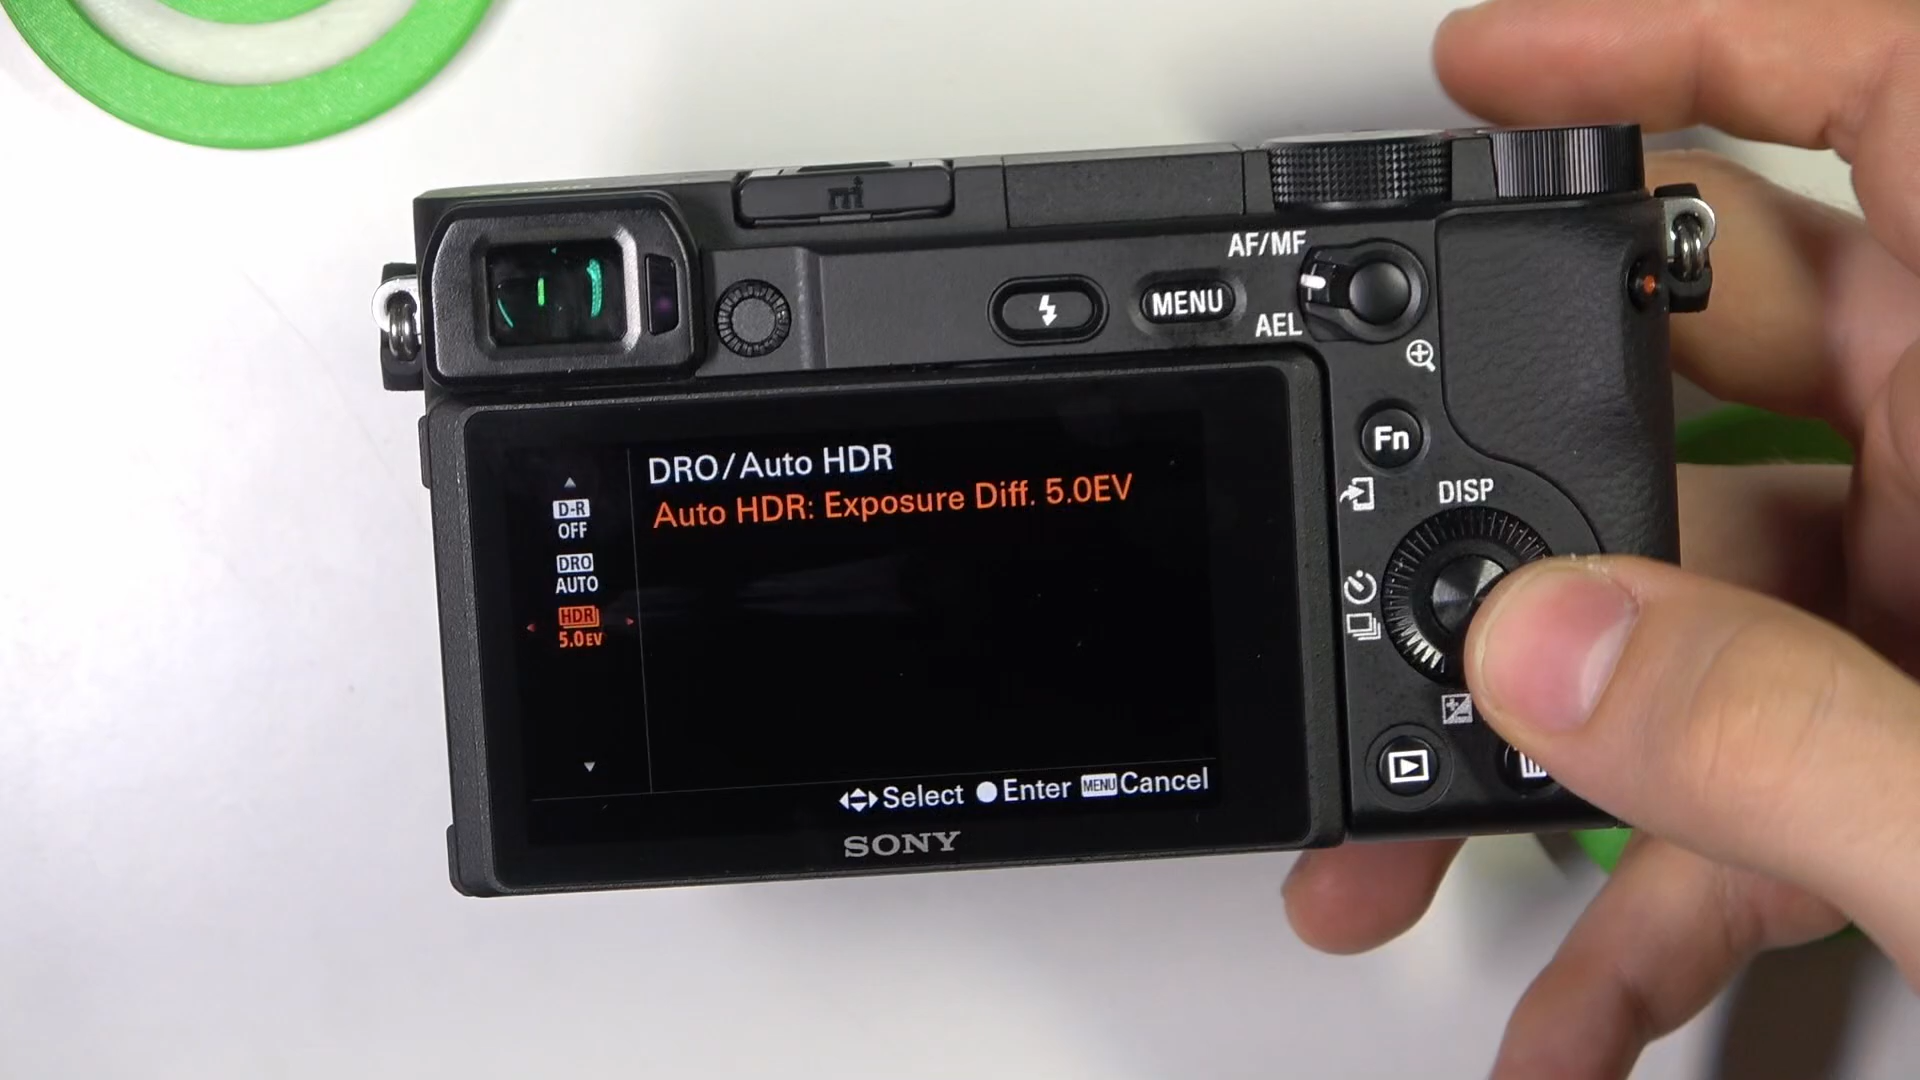 mi
AF/MF
MENU
AEL
Fn
DISP
DRO/Auto HDR
Auto HDR: Exposure Diff. 5.0EV
D-R
OFF
DRO
AUTO
HDR
5.0EV
Select Enter MENU Cancel
SONY